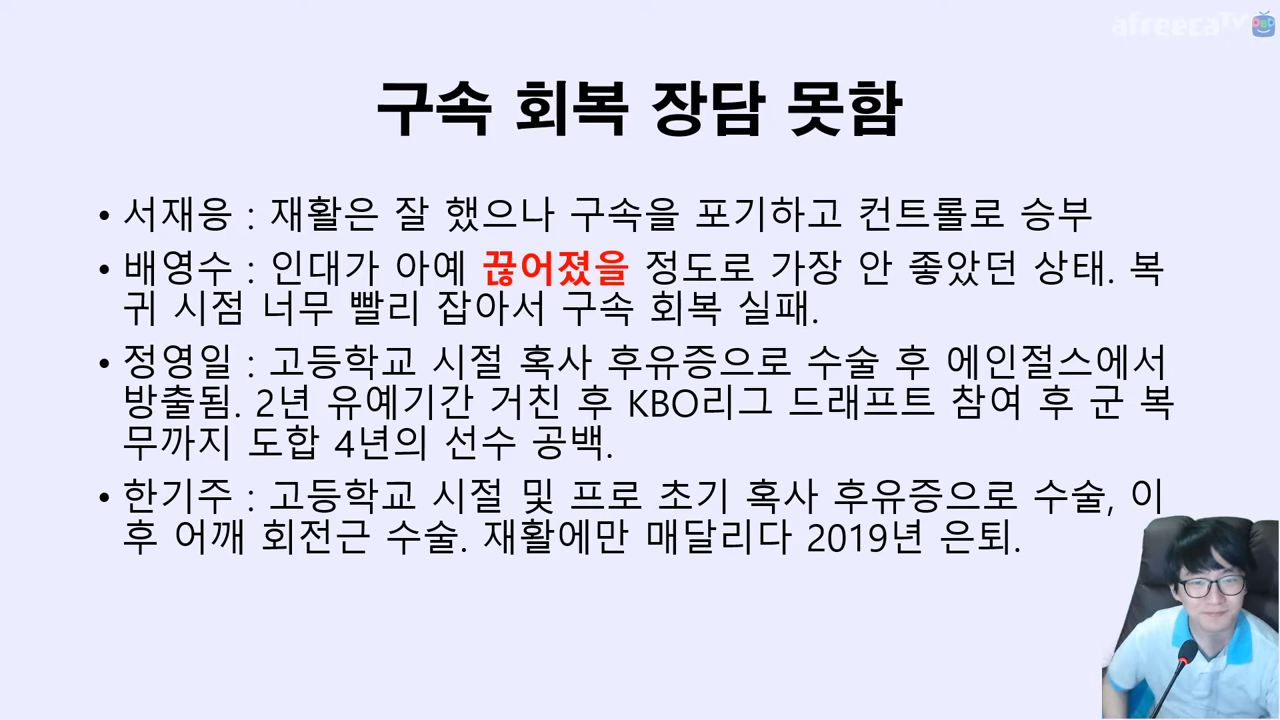 afreecaTV
구속 회복 장담 못함
• 서재응 : 재활은 잘 했으나 구속을 포기하고 컨트롤로 승부
• 배영수 : 인대가 아예 끊어졌을 정도로 가장 안 좋았던 상태. 복
귀 시점 너무 빨리 잡아서 구속 회복 실패.
• 정영일 : 고등학교 시절 혹사 후유증으로 수술 후 에인절스에서
방출됨. 2년 유예기간 거친 후 KBO리그 드래프트 참여 후 군 복
무까지 도합 4년의 선수 공백.
• 한기주 : 고등학교 시절 및 프로 초기 혹사 후유증으로 수술, 이
후 어깨 회전근 수술. 재활에만 매달리다 2019년 은퇴.